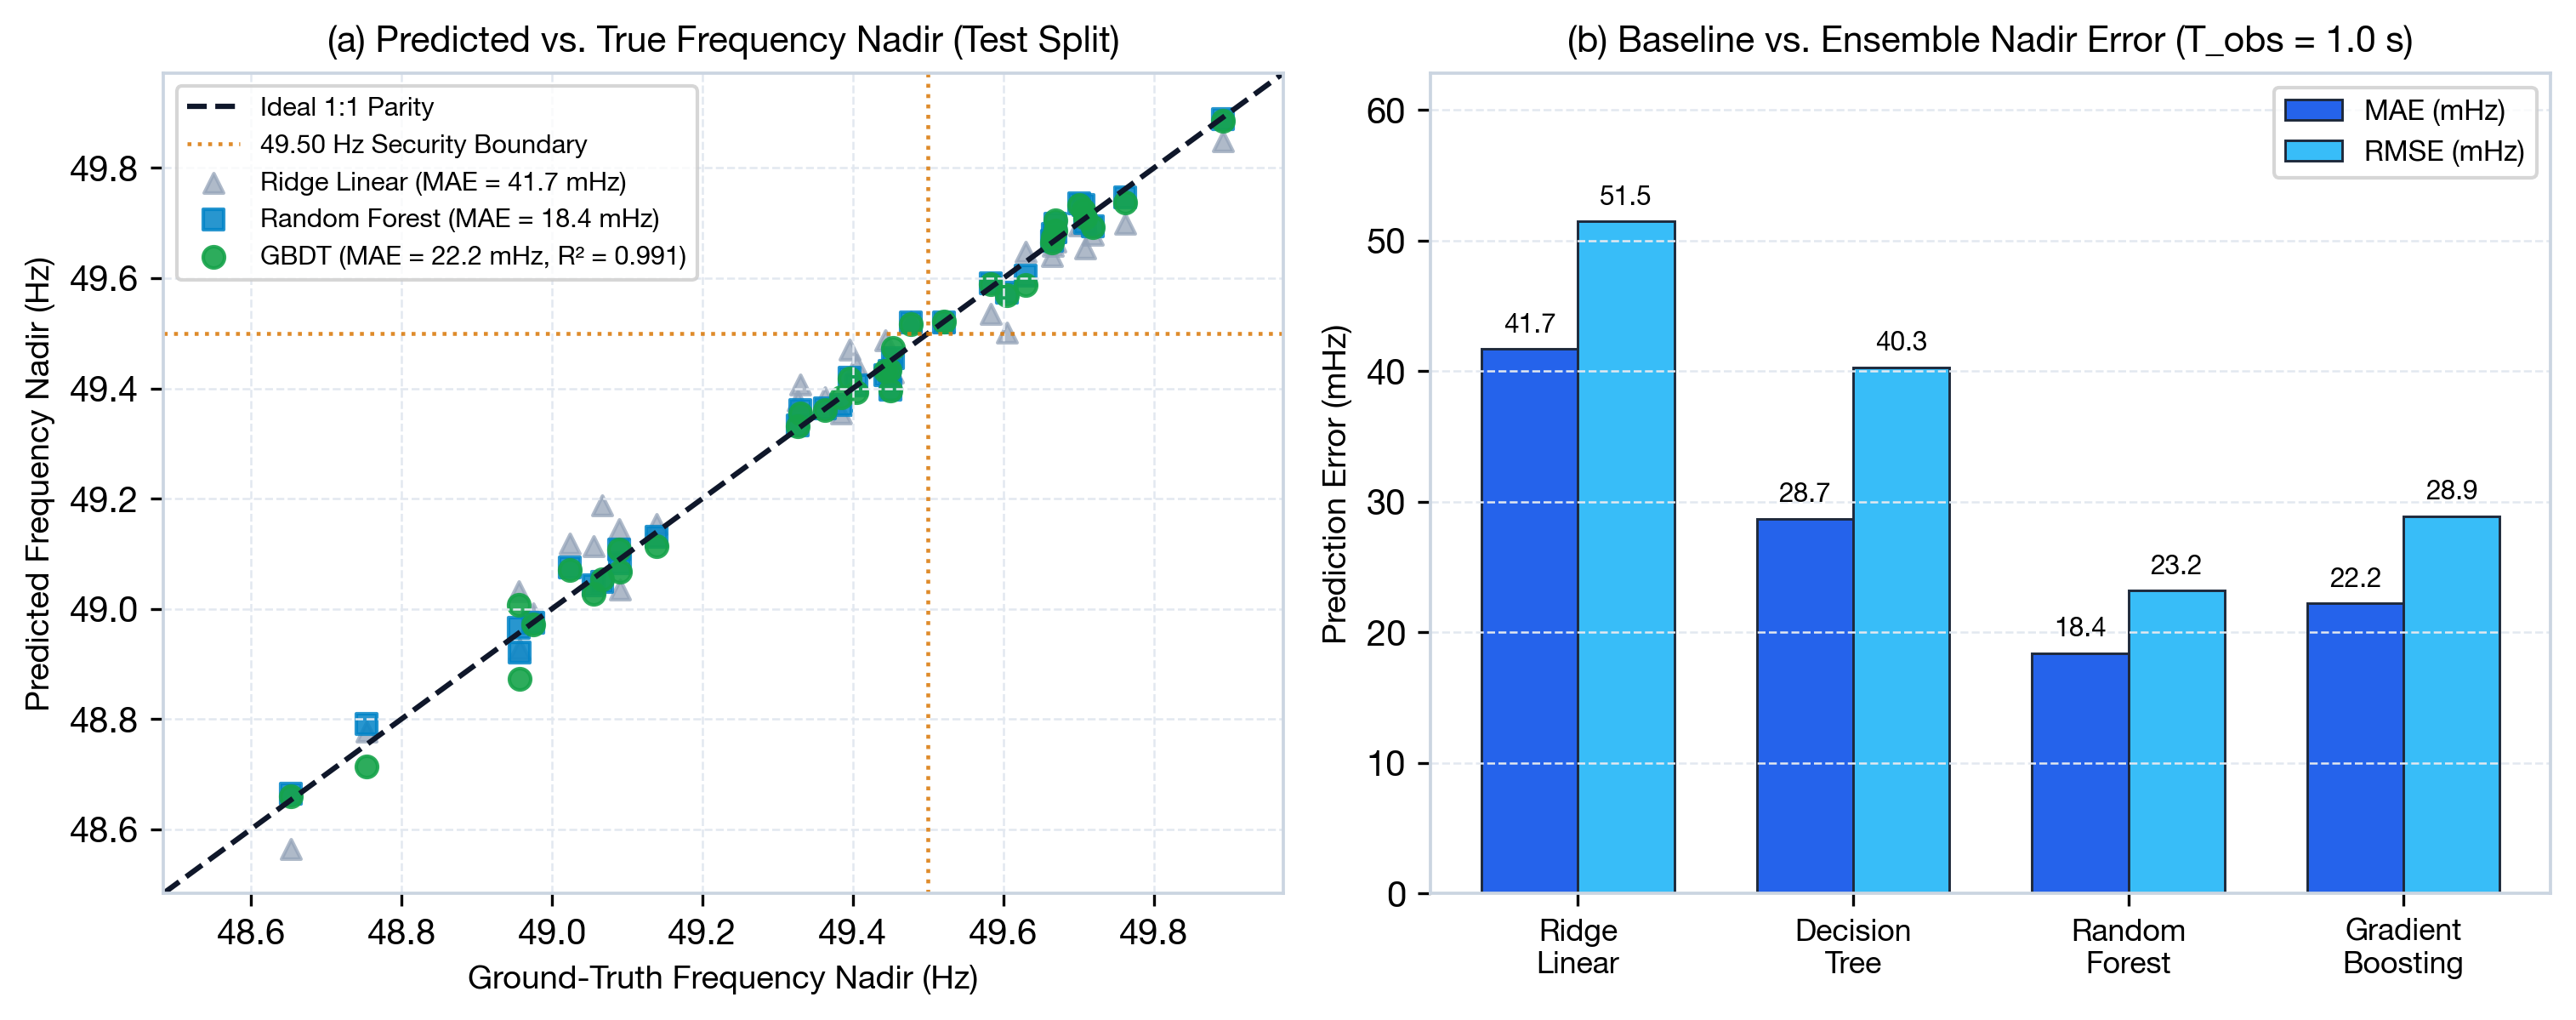 (a) Predicted vs. True Frequency Nadir (Test Split)
Ideal 1:1 Parity
49.50 Hz Security Boundary
Ridge Linear (MAE = 41.7 mHz)
Random Forest (MAE = 18.4 mHz)
GBDT (MAE = 22.2 mHz, R² = 0.991)
Predicted Frequency Nadir (Hz)
49.8
49.6
49.4
49.2
49.0
48.8
48.6
48.6 48.8 49.0 49.2 49.4 49.6 49.8
Ground-Truth Frequency Nadir (Hz)
(b) Baseline vs. Ensemble Nadir Error (T_obs = 1.0 s)
MAE (mHz)
RMSE (mHz)
Prediction Error (mHz)
60
50
40
30
20
10
0
41.7 51.5
28.7 40.3
18.4 23.2
22.2 28.9
Ridge
Linear
Decision
Tree
Random
Forest
Gradient
Boosting